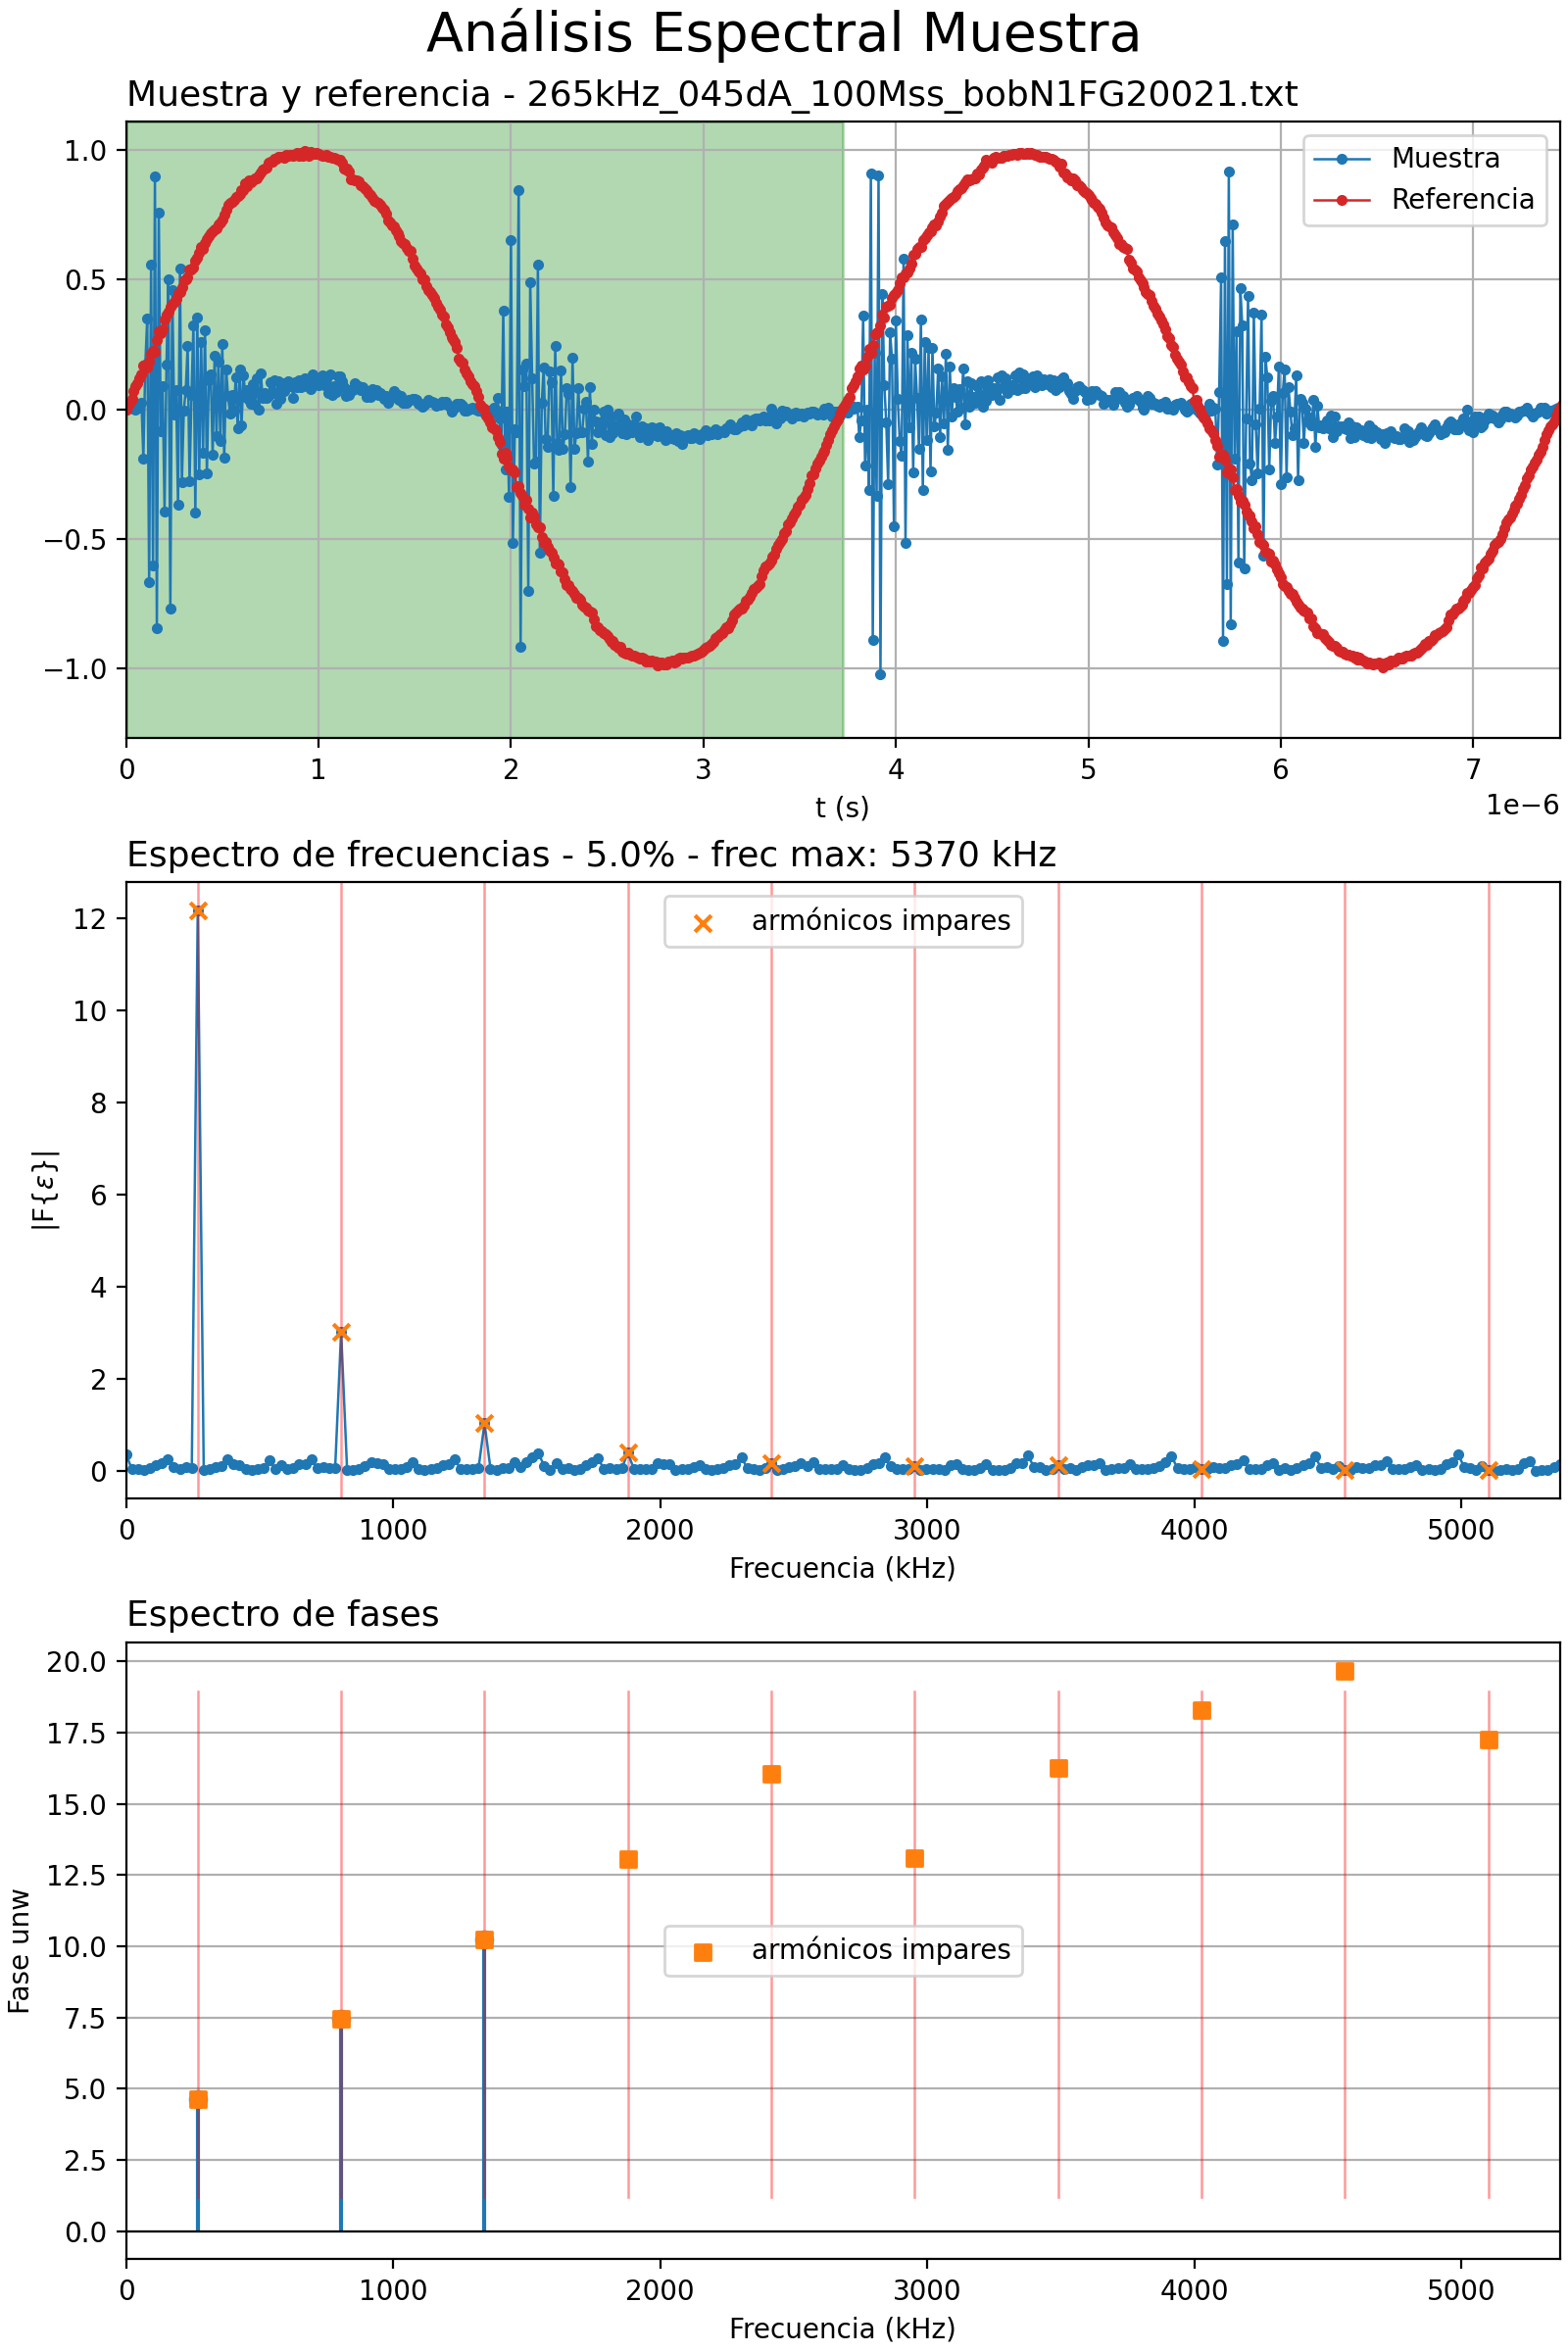 Análisis Espectral Muestra
Muestra y referencia - 265kHz_045dA_100Mss_bobN1FG20021.txt
1.0
0.5
0.0
−0.5
−1.0
Muestra
Referencia
0 1 2 3 4 5 6 7
1e−6
t (s)
Espectro de frecuencias - 5.0% - frec max: 5370 kHz
12
10
8
6
4
2
0
|F{ε}|
armónicos impares
0 1000 2000 3000 4000 5000
Frecuencia (kHz)
Espectro de fases
20.0
17.5
15.0
12.5
10.0
7.5
5.0
2.5
0.0
Fase unw
armónicos impares
0 1000 2000 3000 4000 5000
Frecuencia (kHz)